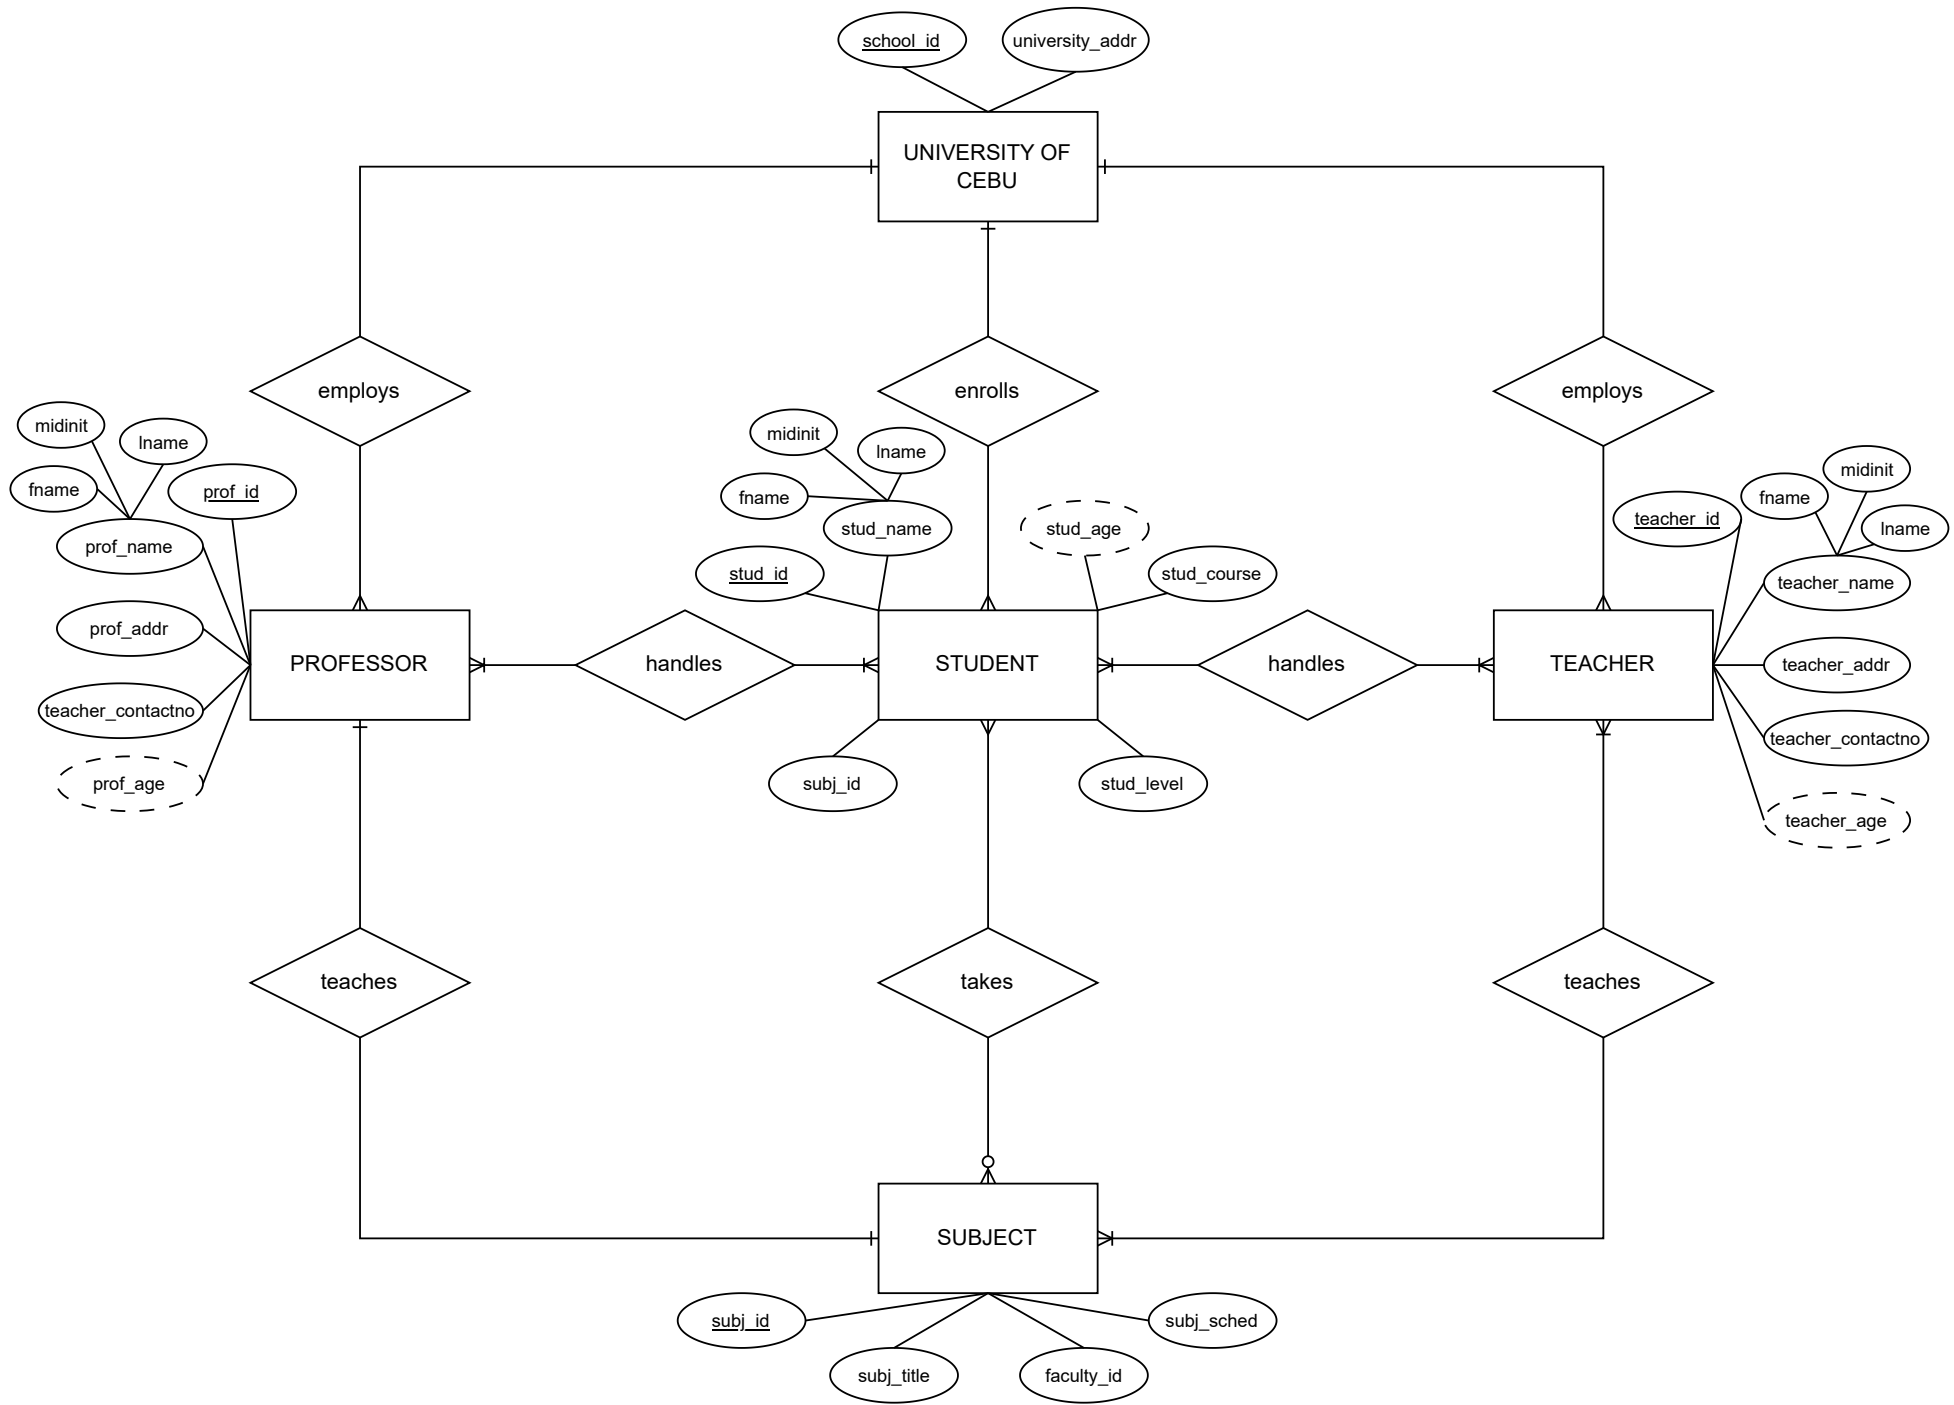 school_id
university_addr
UNIVERSITY OF
CEBU
employs
enrolls
employs
midinit
lname
fname
prof_id
prof_name
prof_addr
teacher_contactno
prof_age
PROFESSOR
handles
midinit
lname
fname
stud_name
stud_id
stud_age
stud_course
STUDENT
subj_id
stud_level
handles
teacher_id
fname
midinit
lname
teacher_name
teacher_addr
teacher_contactno
teacher_age
TEACHER
teaches
takes
teaches
SUBJECT
subj_id
subj_title
faculty_id
subj_sched